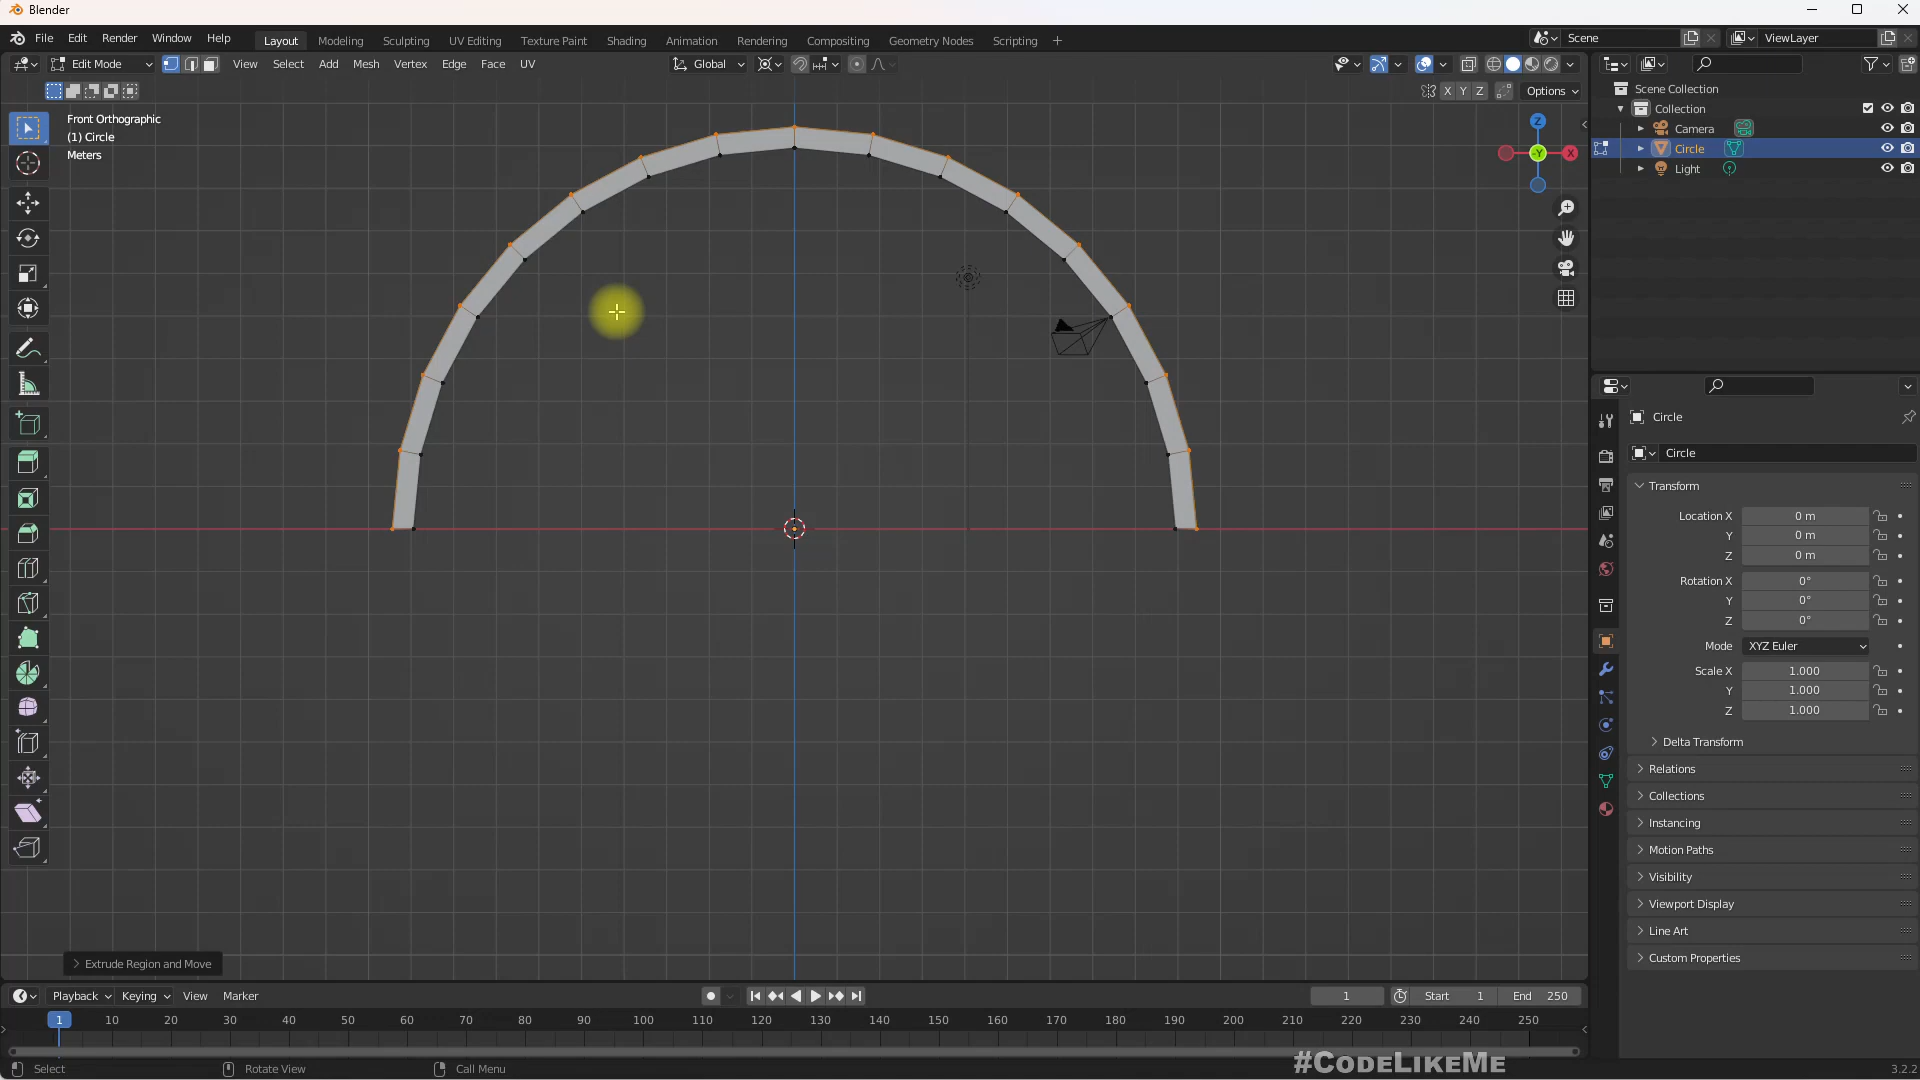 Blender
File Edit Render Window Help
Layout Modeling Sculpting UV Editing Texture Paint Shading Animation Rendering Compositing Geometry Nodes Scripting +
Scene
ViewLayer
Edit Mode
View Select Add Mesh Vertex Edge Face UV
Global
X Y Z
Options
Front Orthographic
(1) Circle
Meters
Z
-Y
X
Scene Collection
Collection
Camera
Circle
Light
Circle
Circle
Transform
Location X 0 m
Y 0 m
Z 0 m
Rotation X 0°
Y 0°
Z 0°
Mode XYZ Euler
Scale X 1.000
Y 1.000
Z 1.000
Delta Transform
Relations
Collections
Instancing
Motion Paths
Visibility
Viewport Display
Line Art
Custom Properties
Extrude Region and Move
Playback Keying View Marker
1
Start 1
End 250
1 10 20 30 40 50 60 70 80 90 100 110 120 130 140 150 160 170 180 190 200 210 220 230 240 250
Select
Rotate View
Call Menu
#CodeLikeMe
3.2.2